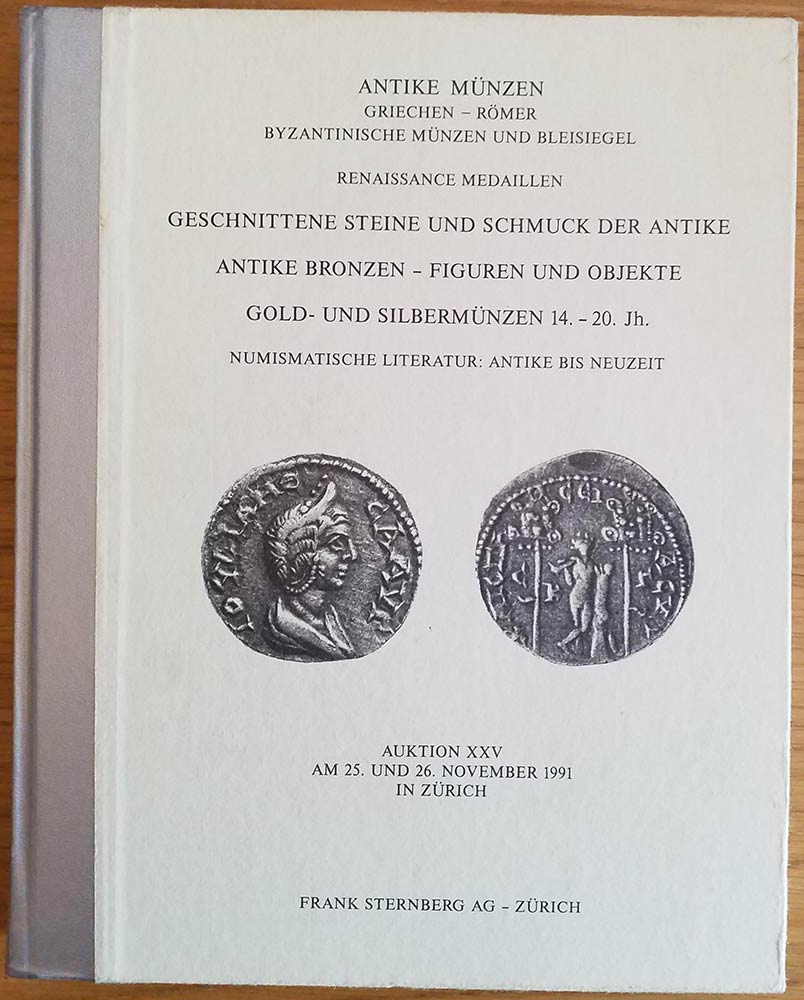 ANTIKE MÜNZEN
GRIECHEN – RÖMER
BYZANTINISCHE MÜNZEN UND BLEISIEGEL
RENAISSANCE MEDAILLEN
GESCHNITTENE STEINE UND SCHMUCK DER ANTIKE
ANTIKE BRONZEN – FIGUREN UND OBJEKTE
GOLD- UND SILBERMÜNZEN 14. – 20. Jh.
NUMISMATISCHE LITERATUR: ANTIKE BIS NEUZEIT
AUKTION XXV
AM 25. UND 26. NOVEMBER 1991
IN ZÜRICH
FRANK STERNBERG AG – ZÜRICH